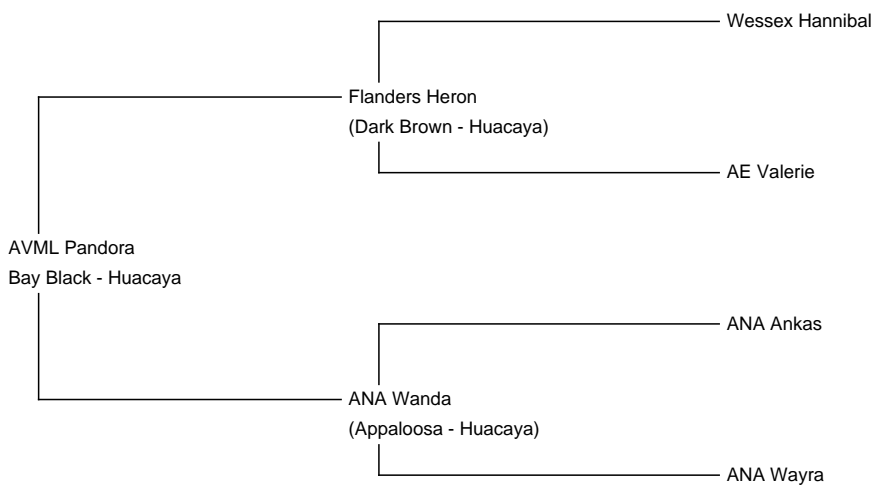 Wessex Hannibal
Flanders Heron
(Dark Brown - Huacaya)
AE Valerie
AVML Pandora
Bay Black - Huacaya
ANA Ankas
ANA Wanda
(Appaloosa - Huacaya)
ANA Wayra